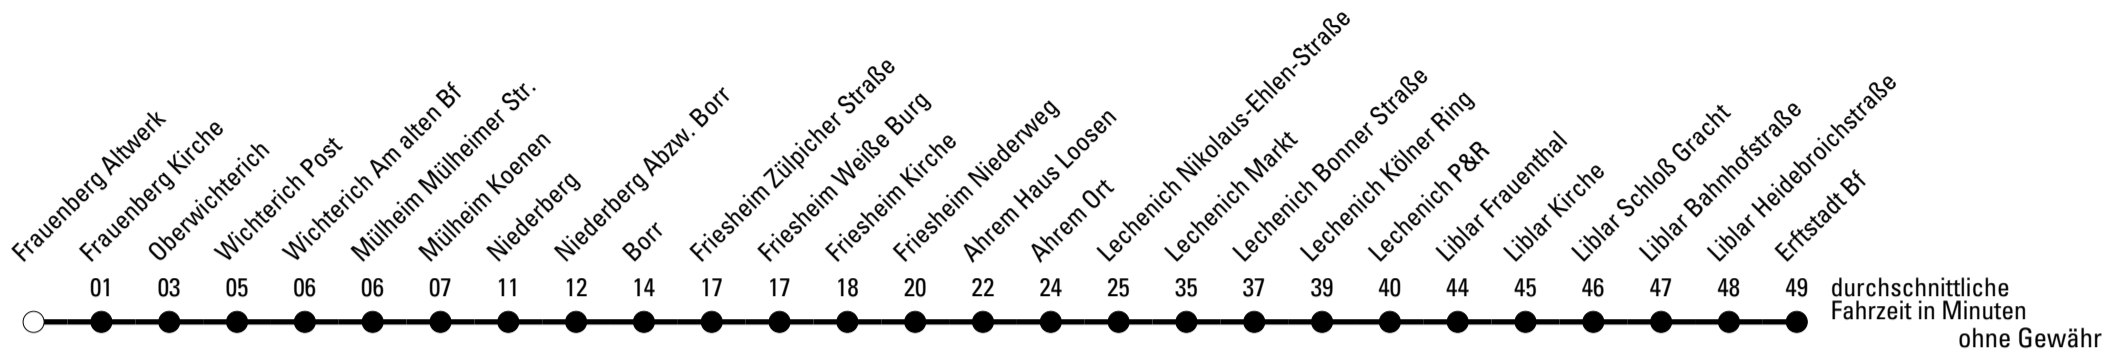 Frauenberg Altwerk
Frauenberg Kirche
Oberwichterich
Wichterich Post
Wichterich Am alten Bf
Mülheim Mülheimer Str.
Mülheim Koenen
Niederberg
Niederberg Abzw. Borr
Borr
Friesheim Zülpicher Straße
Friesheim Weiße Burg
Friesheim Kirche
Friesheim Niederweg
Ahrem Haus Loosen
Ahrem Ort
Lechenich Nikolaus-Ehlen-Straße
Lechenich Markt
Lechenich Bonner Straße
Lechenich Kölner Ring
Lechenich P&R
Liblar Frauenthal
Liblar Kirche
Liblar Schloß Gracht
Liblar Bahnhofstraße
Liblar Heidebroichstraße
Erftstadt Bf
01 03 05 06 06 07 11 12 14 17 17 18 20 22 24 25 35 37 39 40 44 45 46 47 48 49 durchschnittliche
Fahrzeit in Minuten
ohne Gewähr